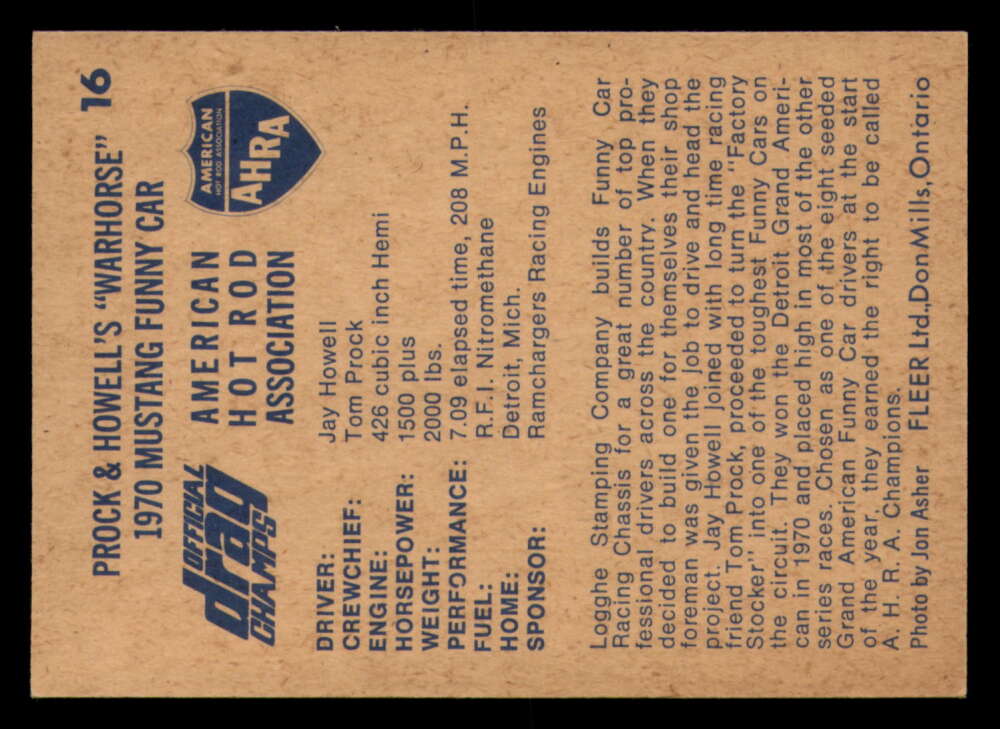 PROCK & HOWELL'S "WARHORSE" 16
1970 MUSTANG FUNNY CAR
OFFICIAL
drag
CHAMPS
AMERICAN
HOT ROD
ASSOCIATION
AMERICAN
HOT ROD ASSOCIATION
AHRA
DRIVER: Jay Howell
CREWCHIEF: Tom Prock
ENGINE: 426 cubic inch Hemi
HORSEPOWER: 1500 plus
WEIGHT: 2000 lbs.
PERFORMANCE: 7.09 elapsed time, 208 M.P.H.
FUEL: R.F.I. Nitromethane
HOME: Detroit, Mich.
SPONSOR: Ramchargers Racing Engines
Logghe Stamping Company builds Funny Car
Racing Chassis for a great number of top pro-
fessional drivers across the country. When they
decided to build one for themselves their shop
foreman was given the job to drive and head the
project. Jay Howell joined with long time racing
friend Tom Prock, proceeded to turn the "Factory
Stocker" into one of the toughest Funny Cars on
the circuit. They won the Detroit Grand Ameri-
can in 1970 and placed high in most of the other
series races. Chosen as one of the eight seeded
Grand American Funny Car drivers at the start
of the year, they earned the right to be called
A. H. R. A. Champions.
Photo by Jon Asher FLEER Ltd., Don Mills, Ontario